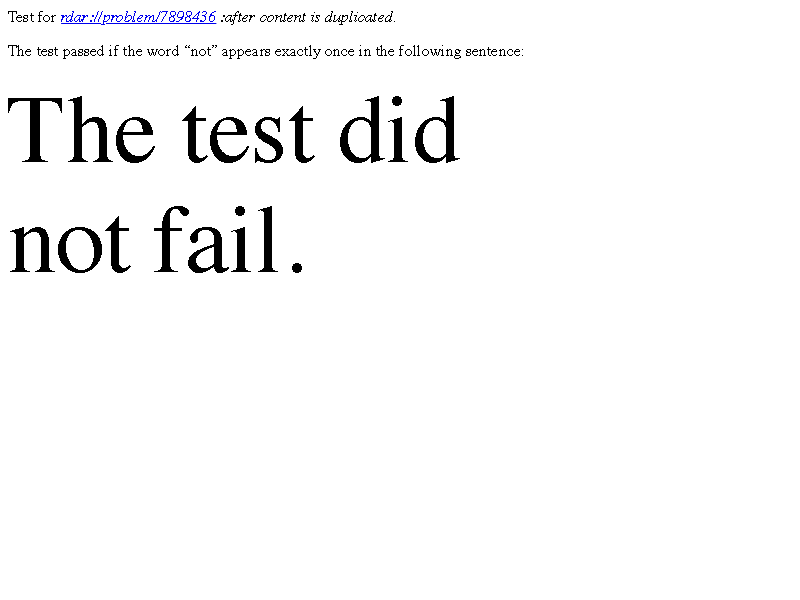 Test for rdar://problem/7898436 :after content is duplicated.
The test passed if the word “not” appears exactly once in the following sentence:
The test did
not fail.